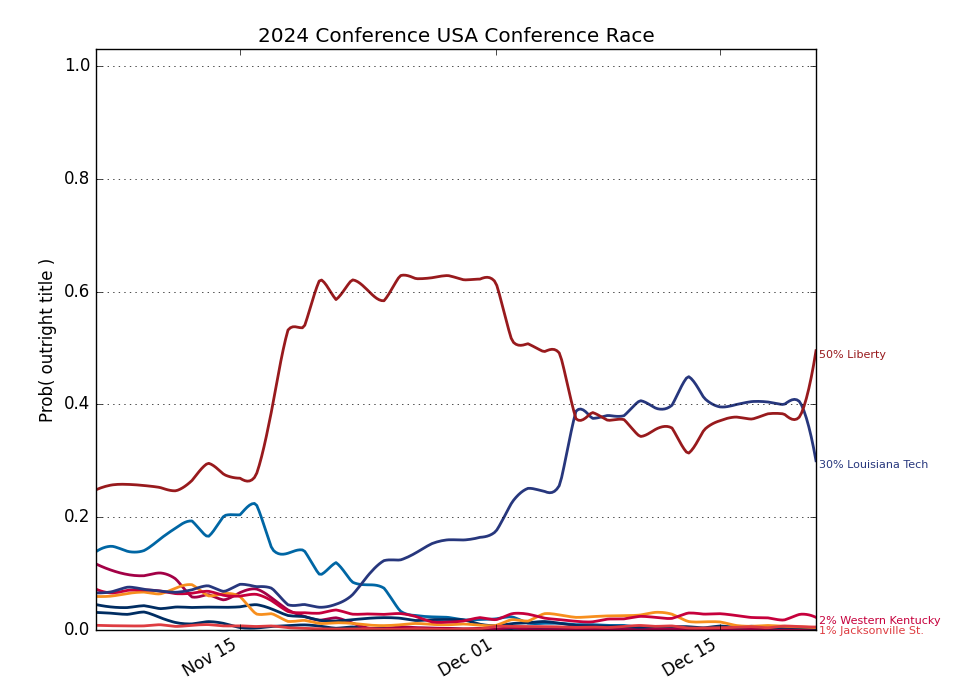 2024 Conference USA Conference Race
Prob( outright title )
1.0
0.8
0.6
0.4
0.2
0.0
Nov 15
Dec 01
Dec 15
50% Liberty
30% Louisiana Tech
2% Western Kentucky
1% Jacksonville St.